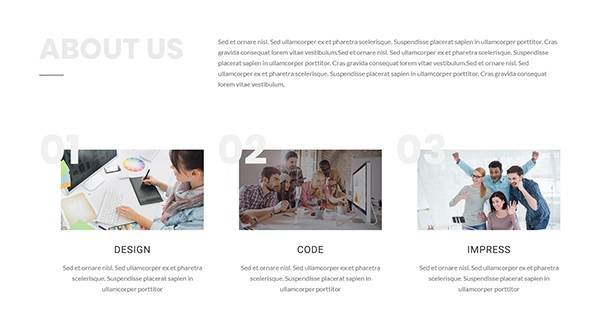 ABOUT US
Sed et ornare nisl. Sed ullamcorper ex et pharetra scelerisque. Suspendisse placerat sapien in ullamcorper porttitor. Cras
gravida consequat lorem vitae vestibulum.Sed et ornare nisl. Sed ullamcorper ex et pharetra scelerisque. Suspendisse
placerat sapien in ullamcorper porttitor. Cras gravida consequat lorem vitae vestibulum.Sed et ornare nisl. Sed ullamcorper
ex et pharetra scelerisque. Suspendisse placerat sapien in ullamcorper porttitor. Cras gravida consequat
lorem vitae vestibulum.
01
02
03
DESIGN
Sed et ornare nisl. Sed ullamcorper ex et pharetra
scelerisque. Suspendisse placerat sapien in
ullamcorper porttitor
CODE
Sed et ornare nisl. Sed ullamcorper ex et pharetra
scelerisque. Suspendisse placerat sapien in
ullamcorper porttitor
IMPRESS
Sed et ornare nisl. Sed ullamcorper ex et pharetra
scelerisque. Suspendisse placerat sapien in
ullamcorper porttitor